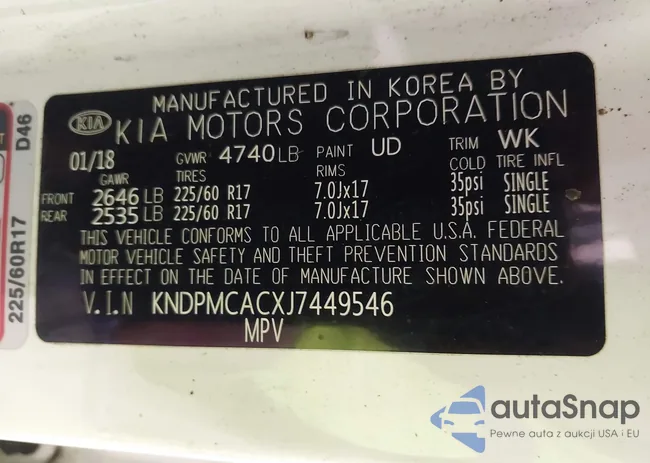 MANUFACTURED IN KOREA BY
KIA KIA MOTORS CORPORATION
01/18 GVWR 4740LB PAINT UD TRIM WK
GAWR TIRES RIMS COLD TIRE INFL
FRONT 2646 LB 225/60 R17 7.0Jx17 35psi SINGLE
REAR 2535 LB 225/60 R17 7.0Jx17 35psi SINGLE
THIS VEHICLE CONFORMS TO ALL APPLICABLE U.S.A. FEDERAL
MOTOR VEHICLE SAFETY AND THEFT PREVENTION STANDARDS
IN EFFECT ON THE DATE OF MANUFACTURE SHOWN ABOVE.
V.I.N KNDPMCACXJ7449546
MPV
D46
225/60R17
autaSnap
Pewne auta z aukcji USA i EU